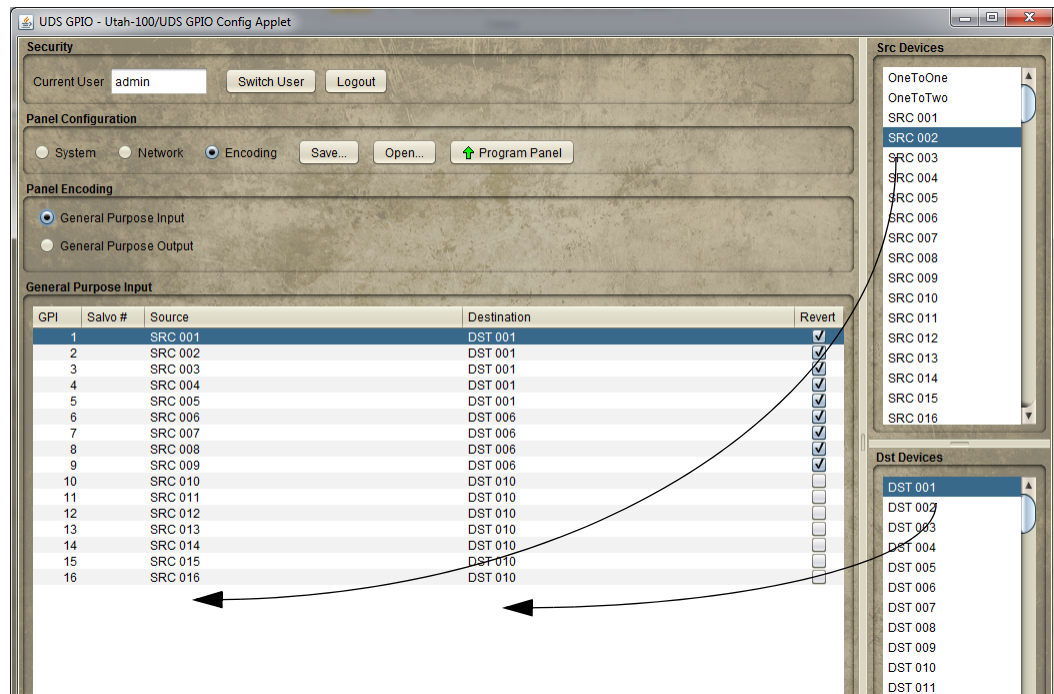 UDS GPIO - Utah-100/UDS GPIO Config Applet
Security
Current User admin Switch User Logout
Panel Configuration
System Network Encoding Save... Open... Program Panel
Panel Encoding
General Purpose Input
General Purpose Output
General Purpose Input
GPI Salvo # Source Destination Revert
1 SRC 001 DST 001
2 SRC 002 DST 001
3 SRC 003 DST 001
4 SRC 004 DST 001
5 SRC 005 DST 001
6 SRC 006 DST 006
7 SRC 007 DST 006
8 SRC 008 DST 006
9 SRC 009 DST 006
10 SRC 010 DST 010
11 SRC 011 DST 010
12 SRC 012 DST 010
13 SRC 013 DST 010
14 SRC 014 DST 010
15 SRC 015 DST 010
16 SRC 016 DST 010
Src Devices
OneToOne
OneToTwo
SRC 001
SRC 002
SRC 003
SRC 004
SRC 005
SRC 006
SRC 007
SRC 008
SRC 009
SRC 010
SRC 011
SRC 012
SRC 013
SRC 014
SRC 015
SRC 016
Dst Devices
DST 001
DST 002
DST 003
DST 004
DST 005
DST 006
DST 007
DST 008
DST 009
DST 010
DST 011